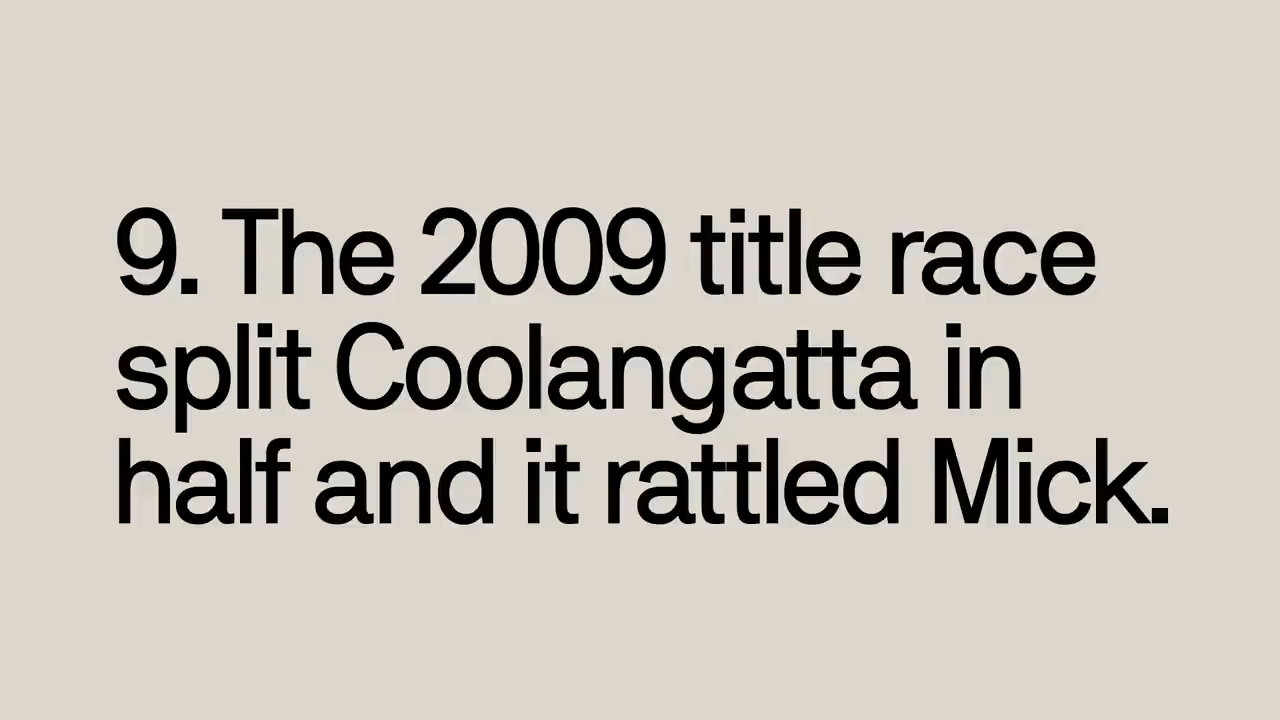 9. The 2009 title race
split Coolangatta in
half and it rattled Mick.